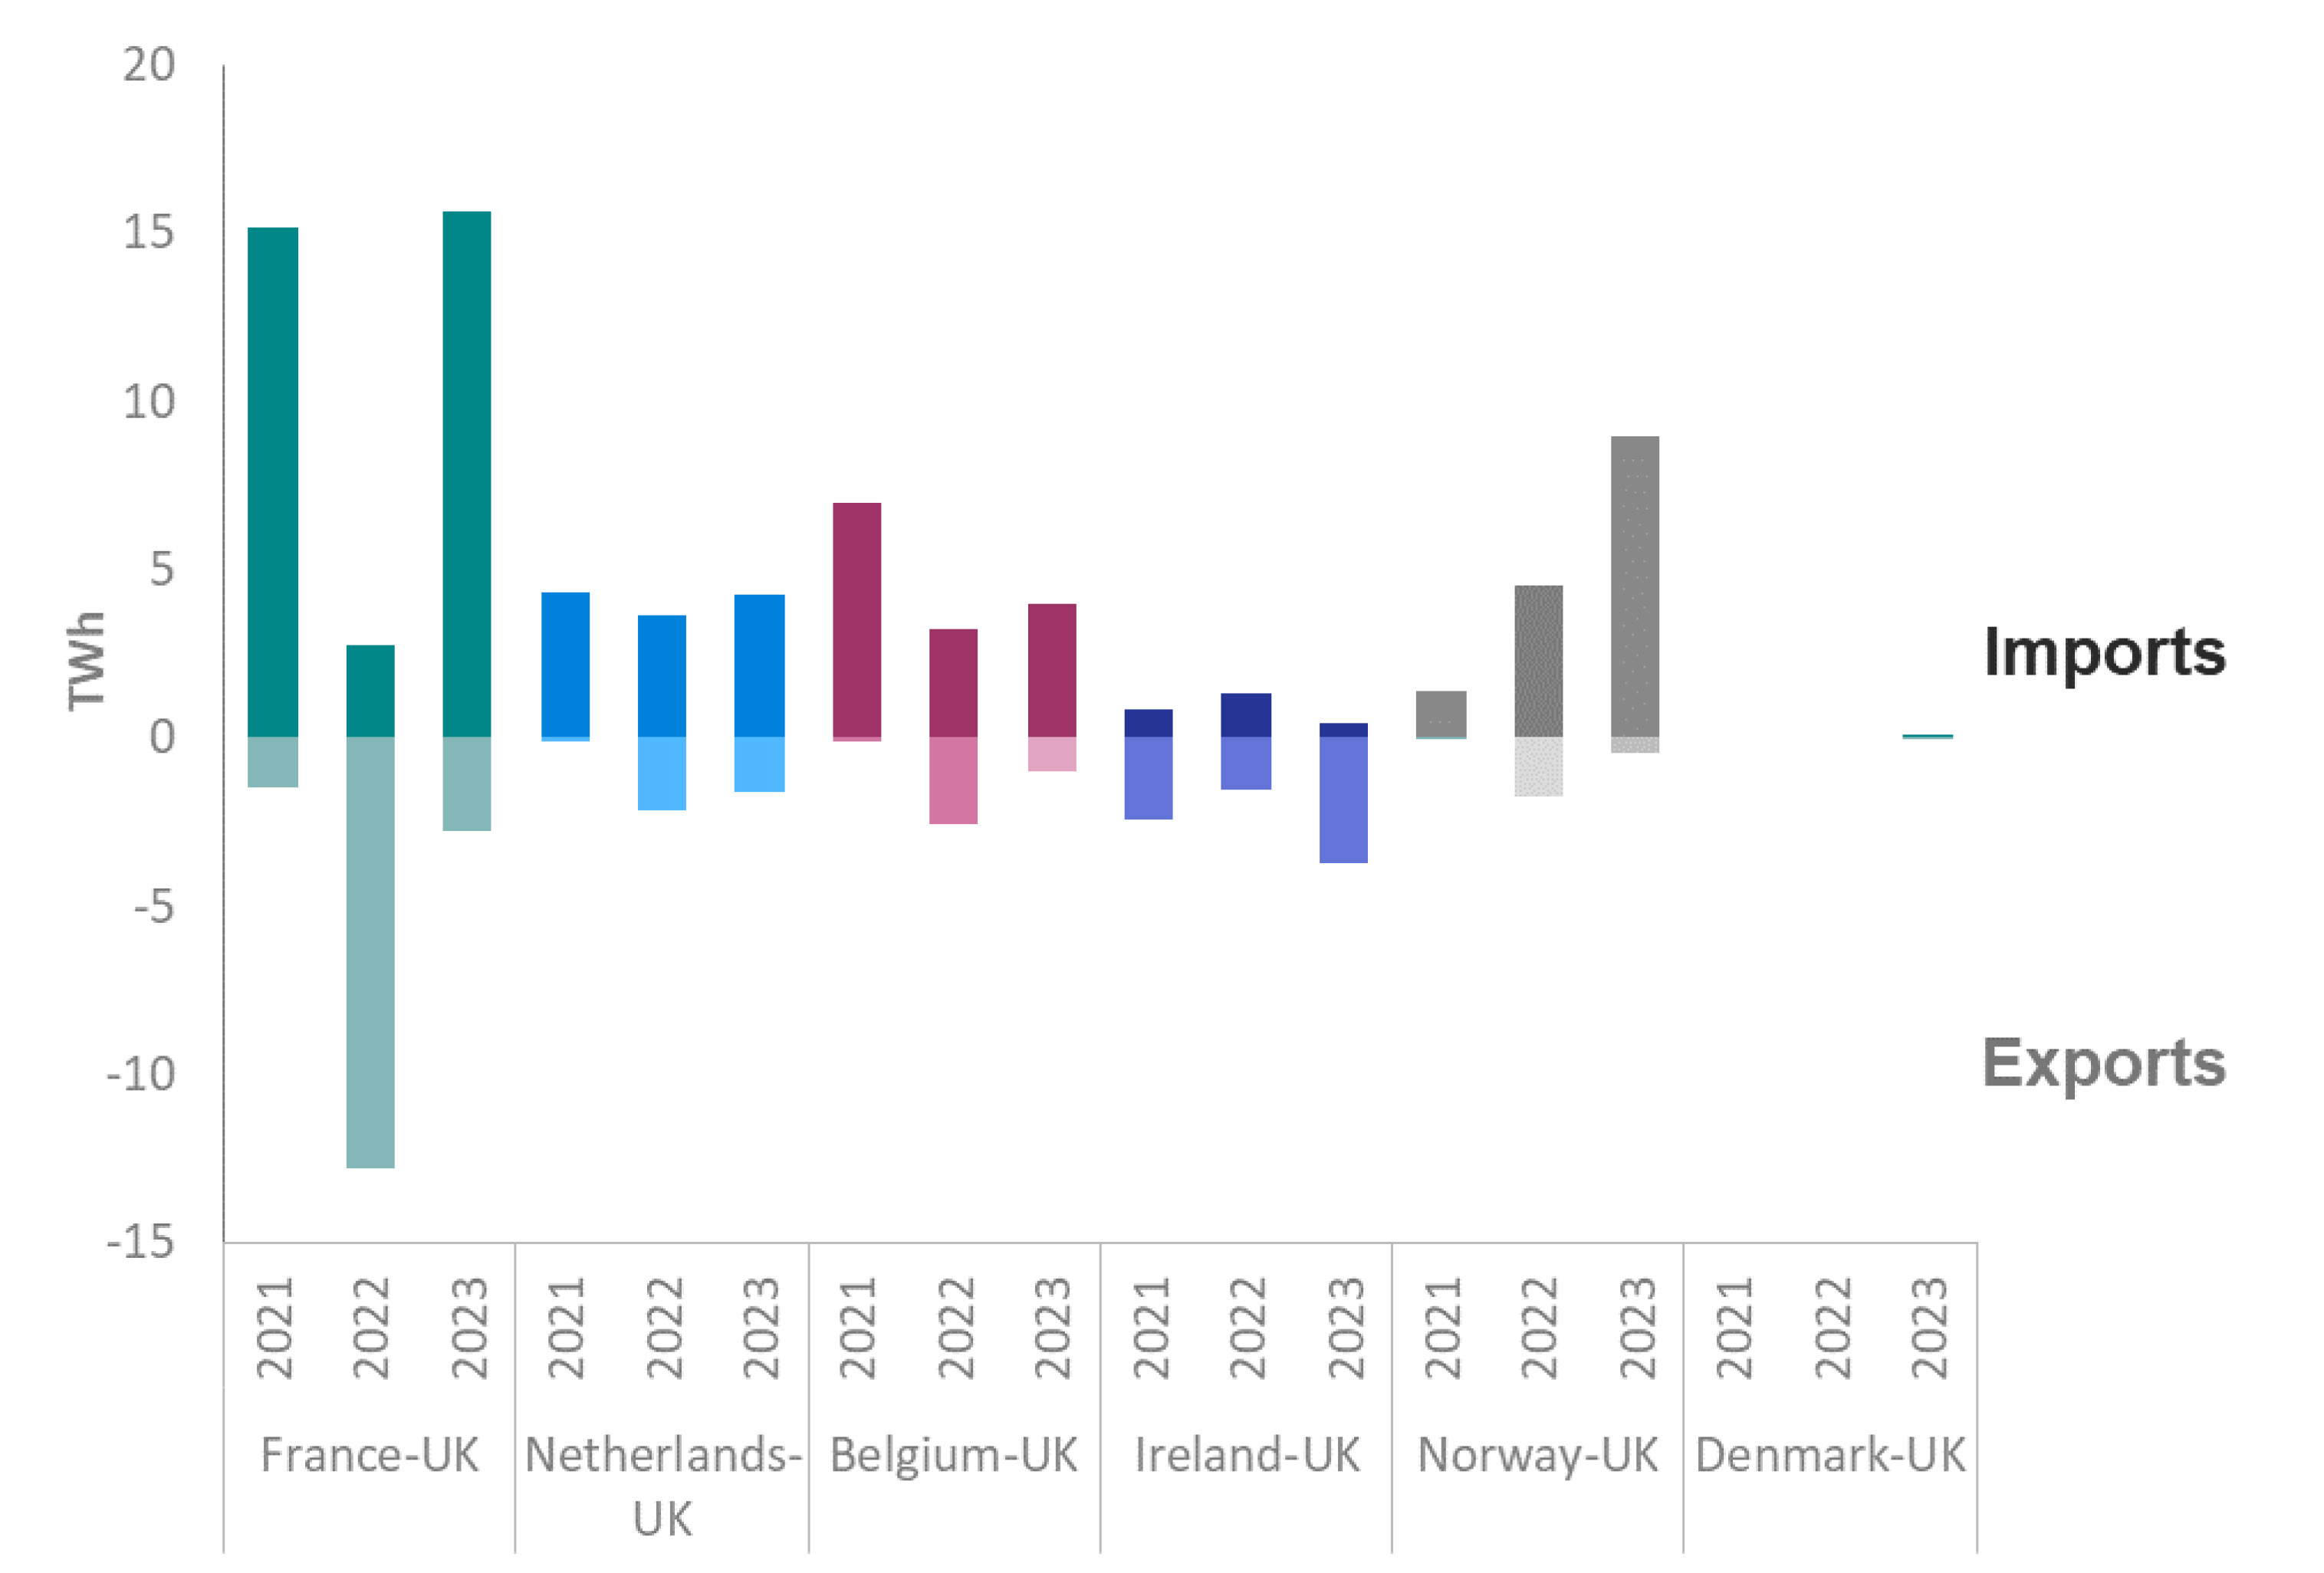 20
15
10
5
0
-5
-10
-15
TWh
Imports
Exports
2021 2022 2023 2021 2022 2023 2021 2022 2023 2021 2022 2023 2021 2022 2023 2021 2022 2023
France-UK Netherlands- Belgium-UK Ireland-UK Norway-UK Denmark-UK
UK